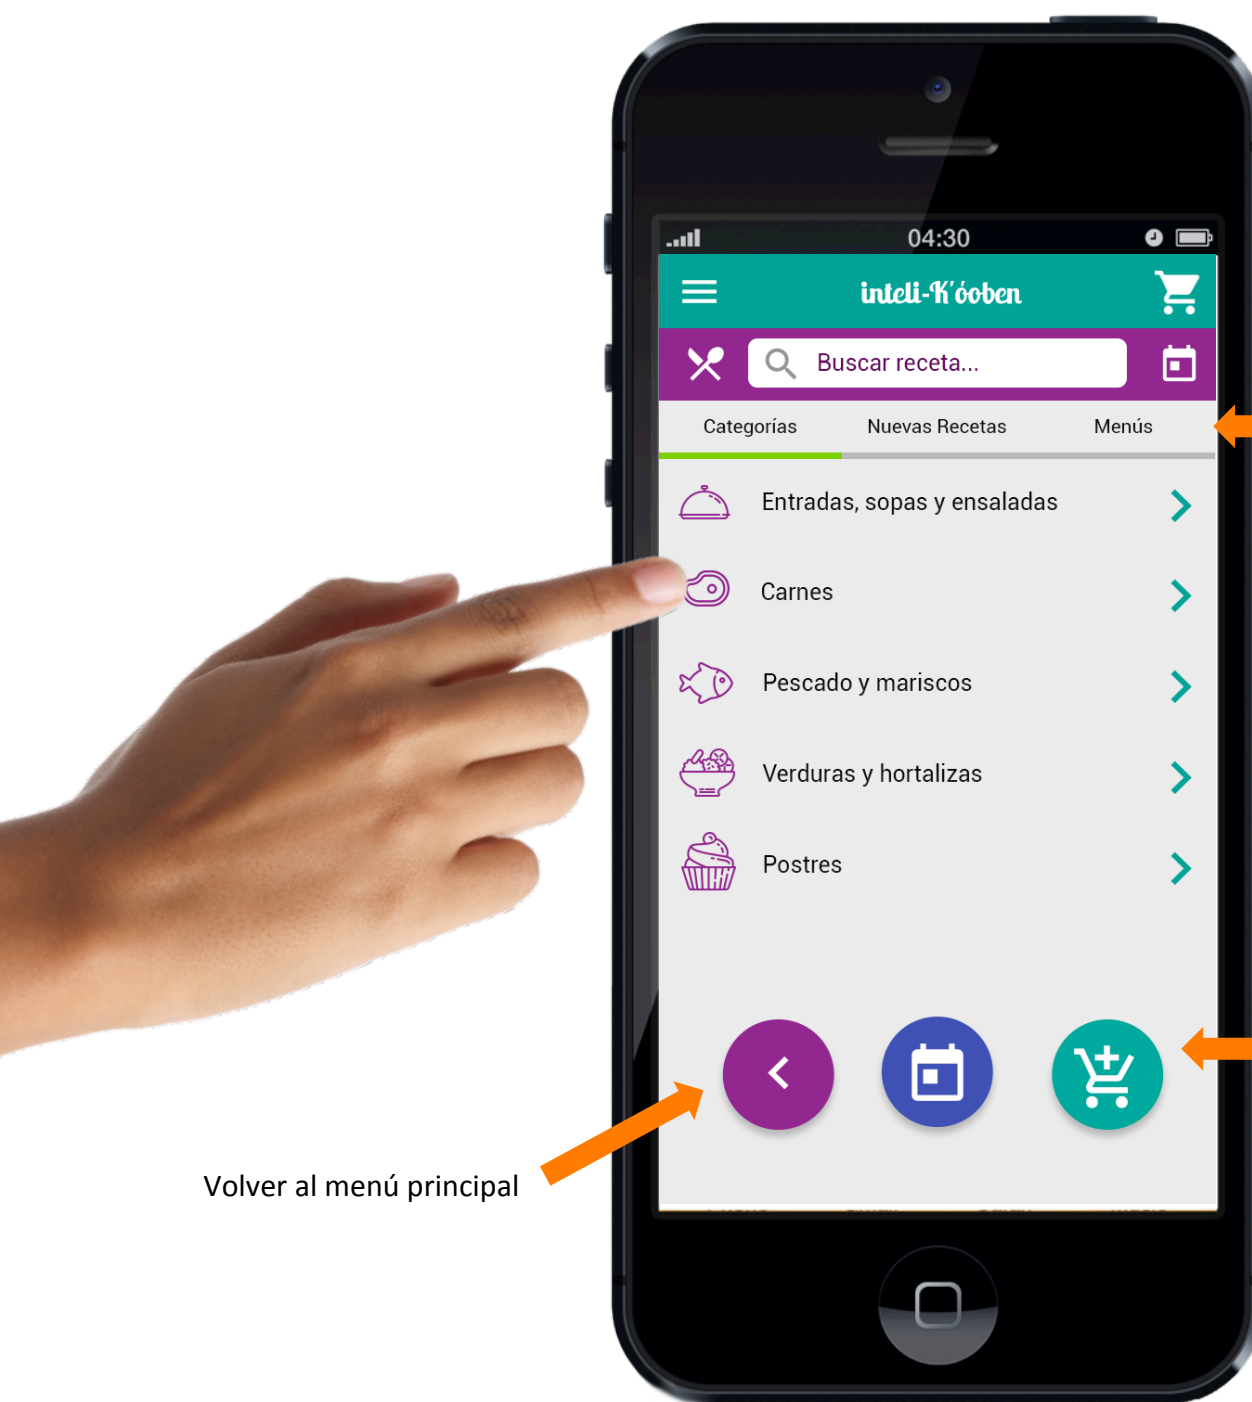 04:30
inteli-K'óoben
Buscar receta...
Categorías Nuevas Recetas Menús
Entradas, sopas y ensaladas
Carnes
Pescado y mariscos
Verduras y hortalizas
Postres
Volver al menú principal